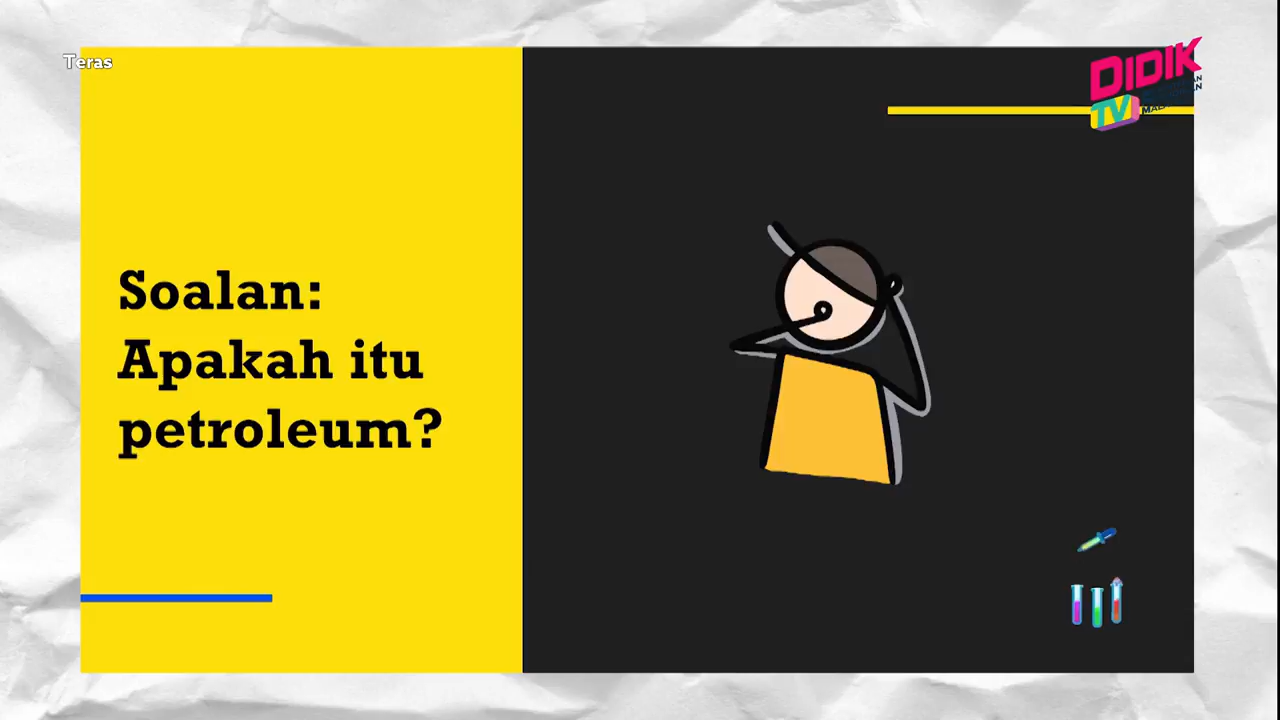 Teras
DIDIK
TV
Soalan:
Apakah itu
petroleum?